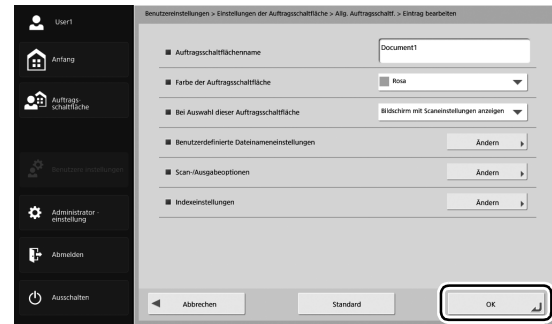 User1
Benutzereinstellungen > Einstellungen der Auftragsschaltfläche > Allg. Auftragsschaltf. > Eintrag bearbeiten
Anfang
Auftrags-
schaltfläche
Administrator -
einstellung
Abmelden
Ausschalten
Auftragsschaltflächenname
Document1
Farbe der Auftragsschaltfläche
Rosa
Bei Auswahl dieser Auftragsschaltfläche
Bildschirm mit Scaneinstellungen anzeigen
Benutzerdefinierte Dateinameneinstellungen
Ändern
Scan-/Ausgabeoptionen
Ändern
Indexeinstellungen
Ändern
Abbrechen
Standard
OK